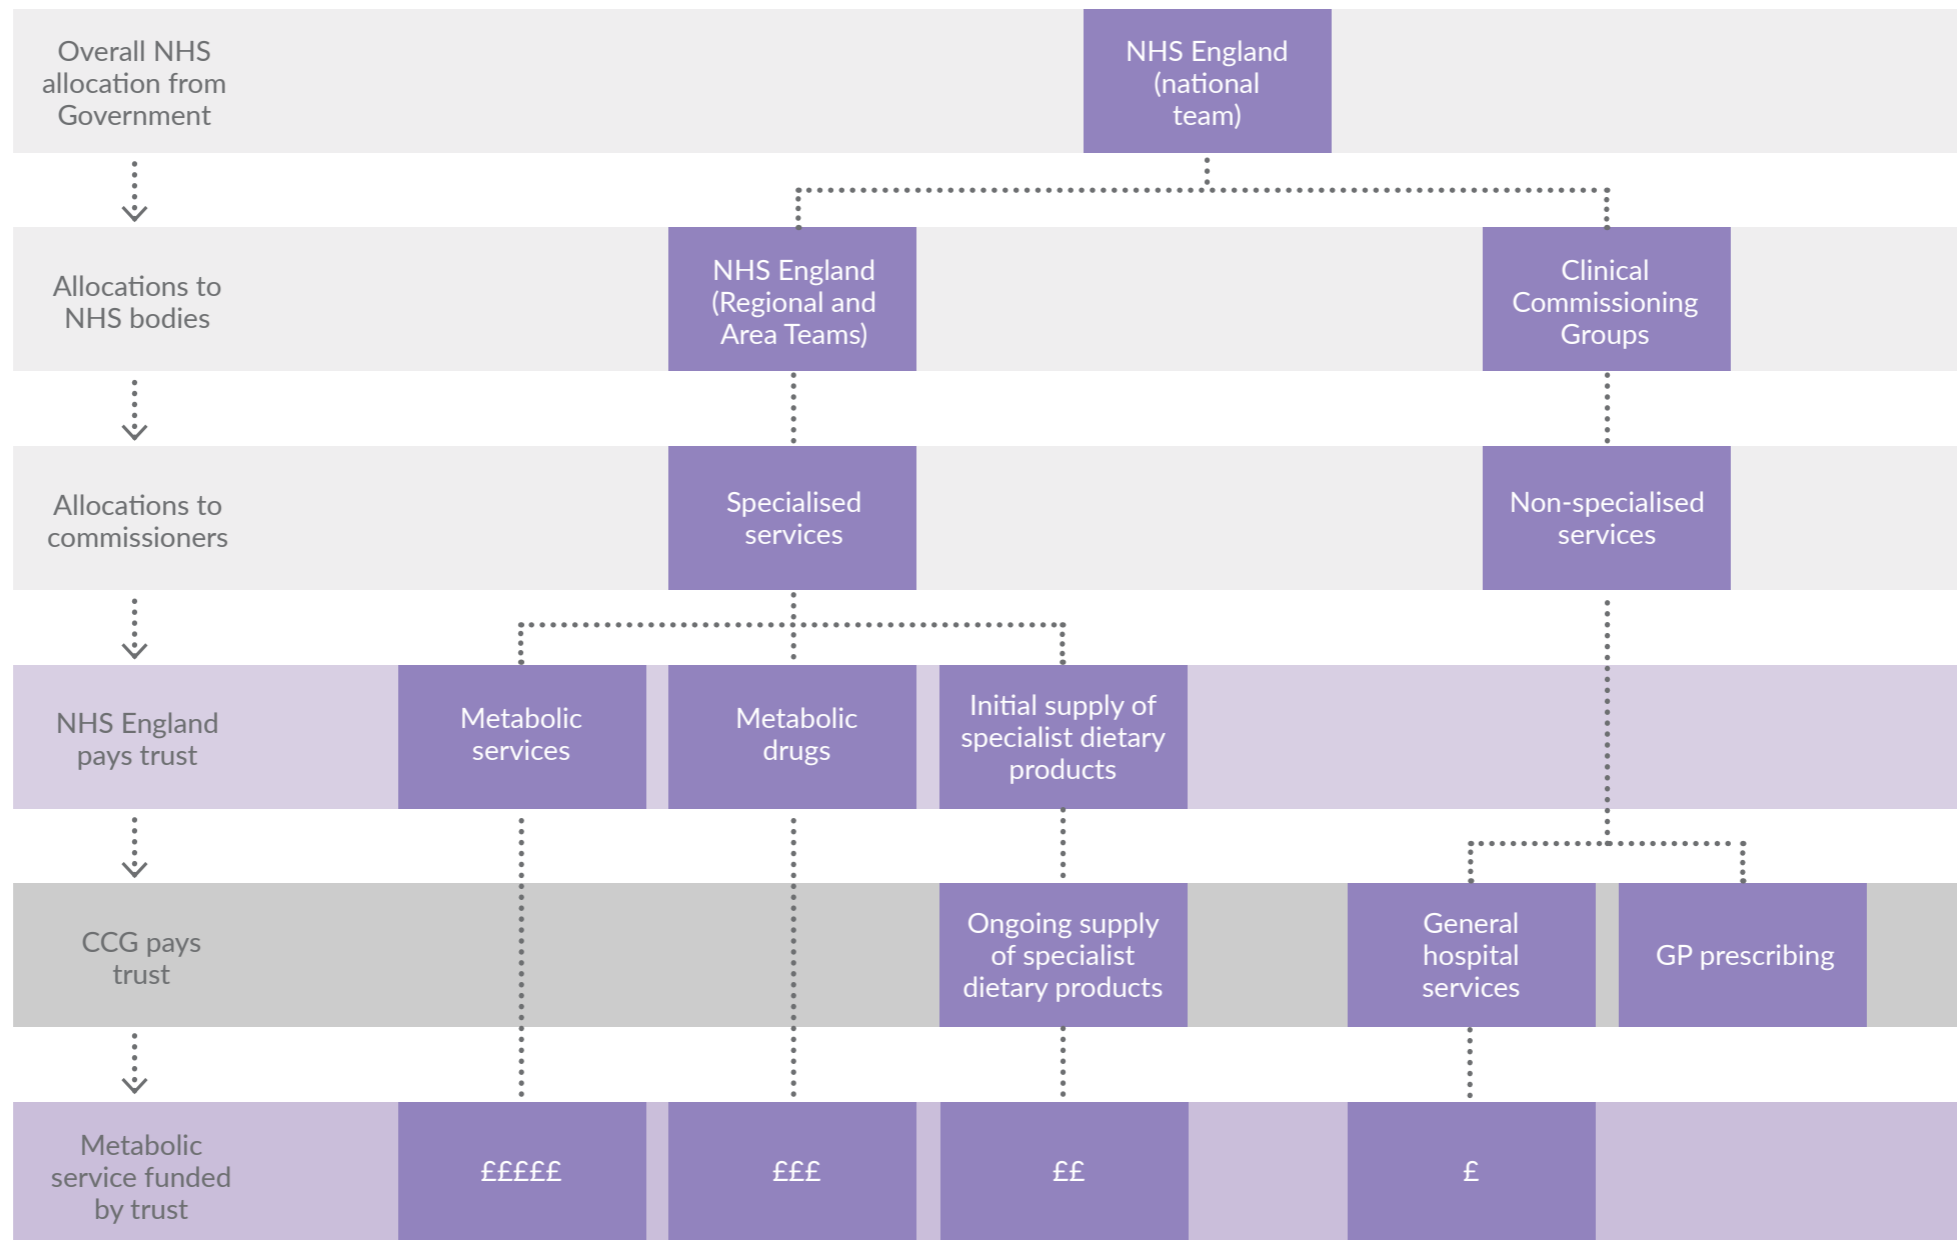 Overall NHS
allocation from
Government
NHS England
(national
team)
Allocations to
NHS bodies
NHS England
(Regional and
Area Teams)
Clinical
Commissioning
Groups
Allocations to
commissioners
Specialised
services
Non-specialised
services
NHS England
pays trust
Metabolic
services
Metabolic
drugs
Initial supply of
specialist dietary
products
CCG pays
trust
Ongoing supply
of specialist
dietary products
General
hospital
services
GP prescribing
Metabolic
service funded
by trust
£££££
£££
££
£